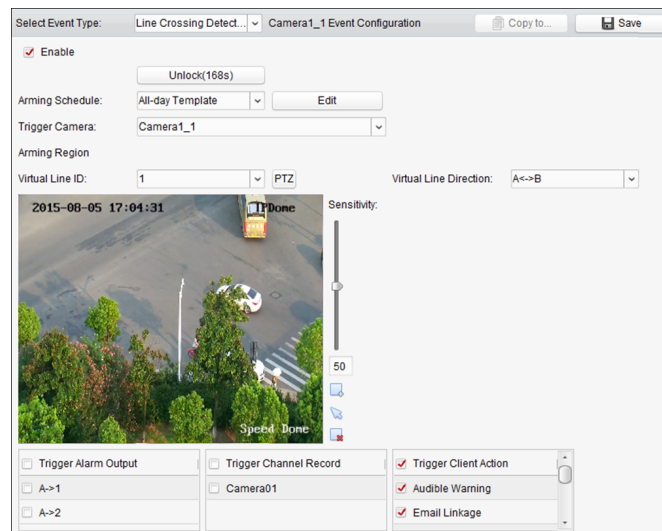 Select Event Type: Line Crossing Detect... Camera1_1 Event Configuration Copy to... Save
Enable
Unlock(168s)
Arming Schedule: All-day Template Edit
Trigger Camera: Camera1_1
Arming Region
Virtual Line ID: 1 PTZ Virtual Line Direction: A<->B
2015-08-05 17:04:31 IPDome Sensitivity:
50
Speed Dome
Trigger Alarm Output Trigger Channel Record Trigger Client Action
A->1 Camera01 Audible Warning
A->2 Email Linkage